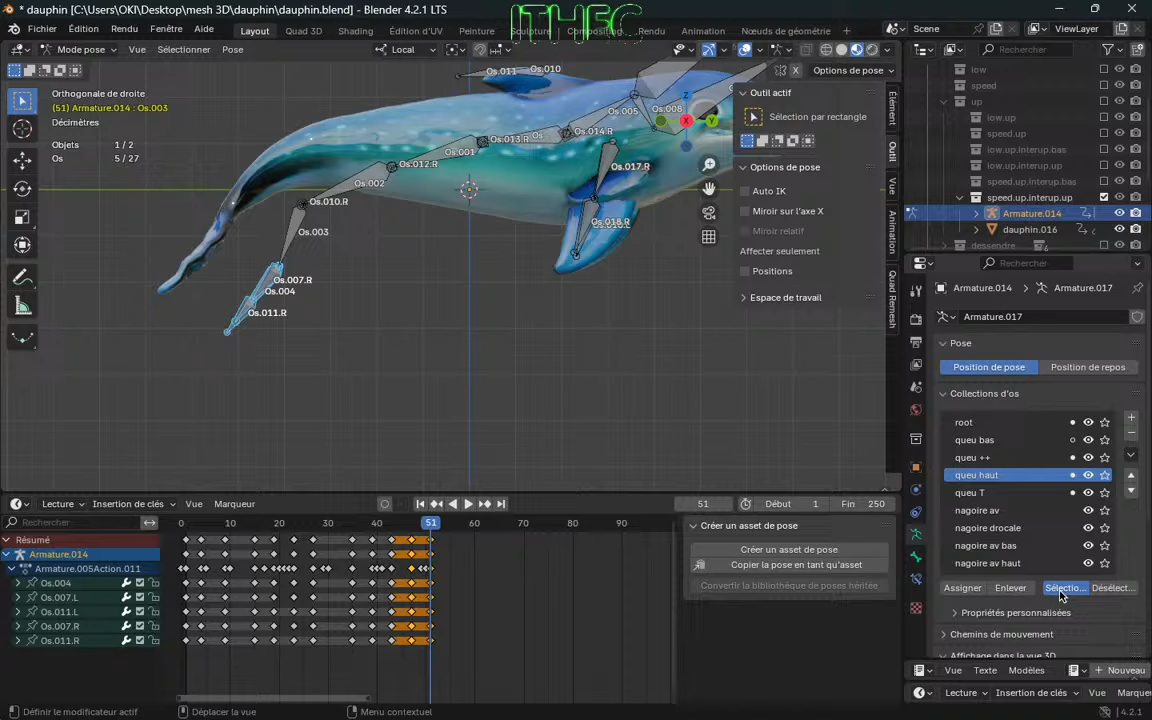 * dauphin [C:\Users\OKI\Desktop\mesh 3D\dauphin\dauphin.blend] - Blender 4.2.1 LTS
ITHEC
Fichier Édition Rendu Fenêtre Aide Layout Quad 3D Shading Édition d'UV Peinture Sculpture Compositing Rendu Animation Nœuds de géométrie Scene ViewLayer
Mode pose Vue Sélectionner Pose Local Rechercher
X Options de pose
Orthogonale de droite
(51) Armature.014 : Os.003
Décimètres
Objets 1 / 2
Os 5 / 27
Os.011
Os.010
Os.005
Os.008
Os.014.R
Os
Os.013.R
Os.001
Os.012.R
Os.017.R
Os.002
Os.010.R
Os.003
Os.007.R
Os.004
Os.011.R
Z
X
Y
Outil actif
Sélection par rectangle
Options de pose
Auto IK
Miroir sur l'axe X
Miroir relatif
Affecter seulement
Positions
Espace de travail
Élément
Outil
Vue
Animation
Quad Remesh
low
speed
up
low.up
speed.up
low.up.interup.bas
low.up.interup
speed.up.interup.bas
speed.up.interup.up
Armature.014
dauphin.016
dessendre
Rechercher
Armature.014 Armature.017
Armature.017
Pose
Position de pose Position de repos
Collections d'os
root
queu bas
queu ++
queu haut
queu T
nagoire av
nagoire drocale
nagoire av bas
nagoire av haut
Assigner Enlever Sélectio... Désélect...
Propriétés personnalisées
Chemins de mouvement
Affichage dans la vue 3D
Vue Texte Modèles Nouveau
Lecture Insertion de clés Vue Marqueu
Lecture Insertion de clés Vue Marqueur 51 Début 1 Fin 250
Rechercher 0 10 20 30 40 51 60 70 80 90
Résumé
Armature.014
Armature.005Action.011
Os.004
Os.007.L
Os.011.L
Os.007.R
Os.011.R
Créer un asset de pose
Créer un asset de pose
Copier la pose en tant qu'asset
Convertir la bibliothèque de poses héritée
Définir le modificateur actif Déplacer la vue Menu contextuel 4.2.1